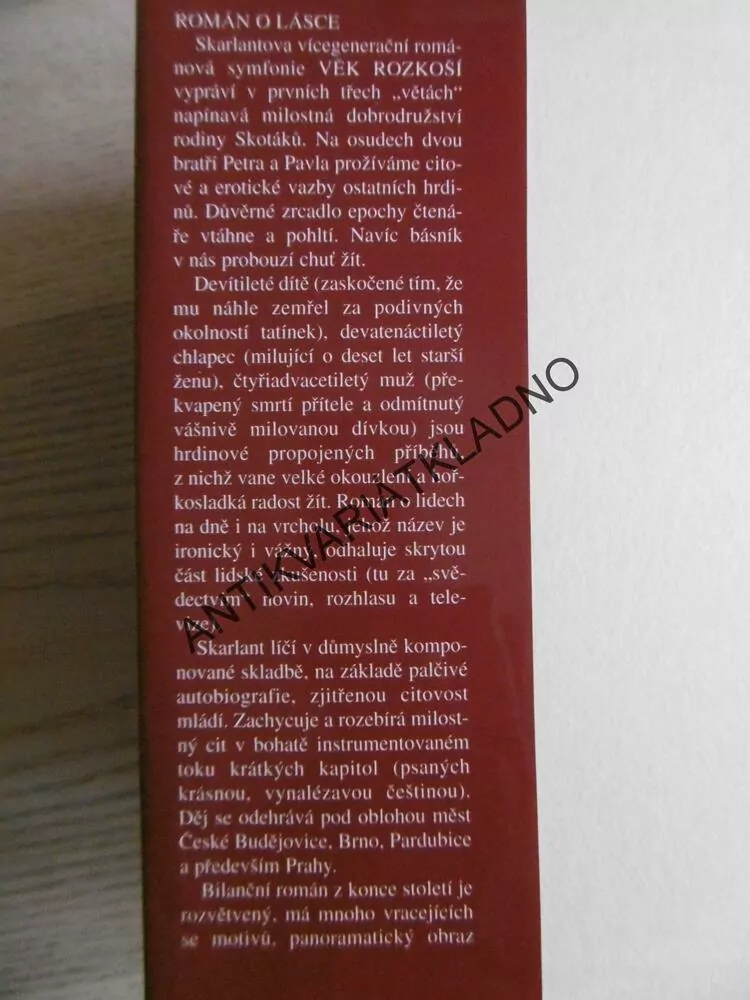 ROMÁN O LÁSCE
Skarlantova vícegenerační romá-
nová symfonie VĚK ROZKOŠÍ
vypráví v prvních třech „větách“
napínavá milostná dobrodružství
rodiny Skotáků. Na osudech dvou
bratří Petra a Pavla prožíváme cito-
vé a erotické vazby ostatních hrdi-
nů. Důvěrné zrcadlo epochy čtená-
ře vtáhne a pohltí. Navíc básník
v nás probouzí chuť žít.
Devítileté dítě (zaskočené tím, že
mu náhle zemřel za podivných
okolností tatínek), devatenáctiletý
chlapec (milující o deset let starší
ženu), čtyřiadvacetiletý muž (pře-
kvapený smrtí přítele a odmítnutý
vášnivě milovanou dívkou) jsou
hrdinové propojených příběhů,
z nichž vane velké okouzlení a hoř-
kosladká radost žít. Román o lidech
na dně i na vrcholu, jehož název je
ironický i vážný, odhaluje skrytou
část lidské zkušenosti (tu za „svě-
dectvím“ novin, rozhlasu a tele-
vize).
Skarlant líčí v důmyslně kompo-
nované skladbě, na základě palčivé
autobiografie, zjitřenou citovost
mládí. Zachycuje a rozebírá milost-
ný cit v bohatě instrumentovaném
toku krátkých kapitol (psaných
krásnou, vynalézavou češtinou).
Děj se odehrává pod oblohou měst
České Budějovice, Brno, Pardubice
a především Prahy.
Bilanční román z konce století je
rozvětvený, má mnoho vracejících
se motivů, panoramatický obraz
ANTIKVARIATKLADNO